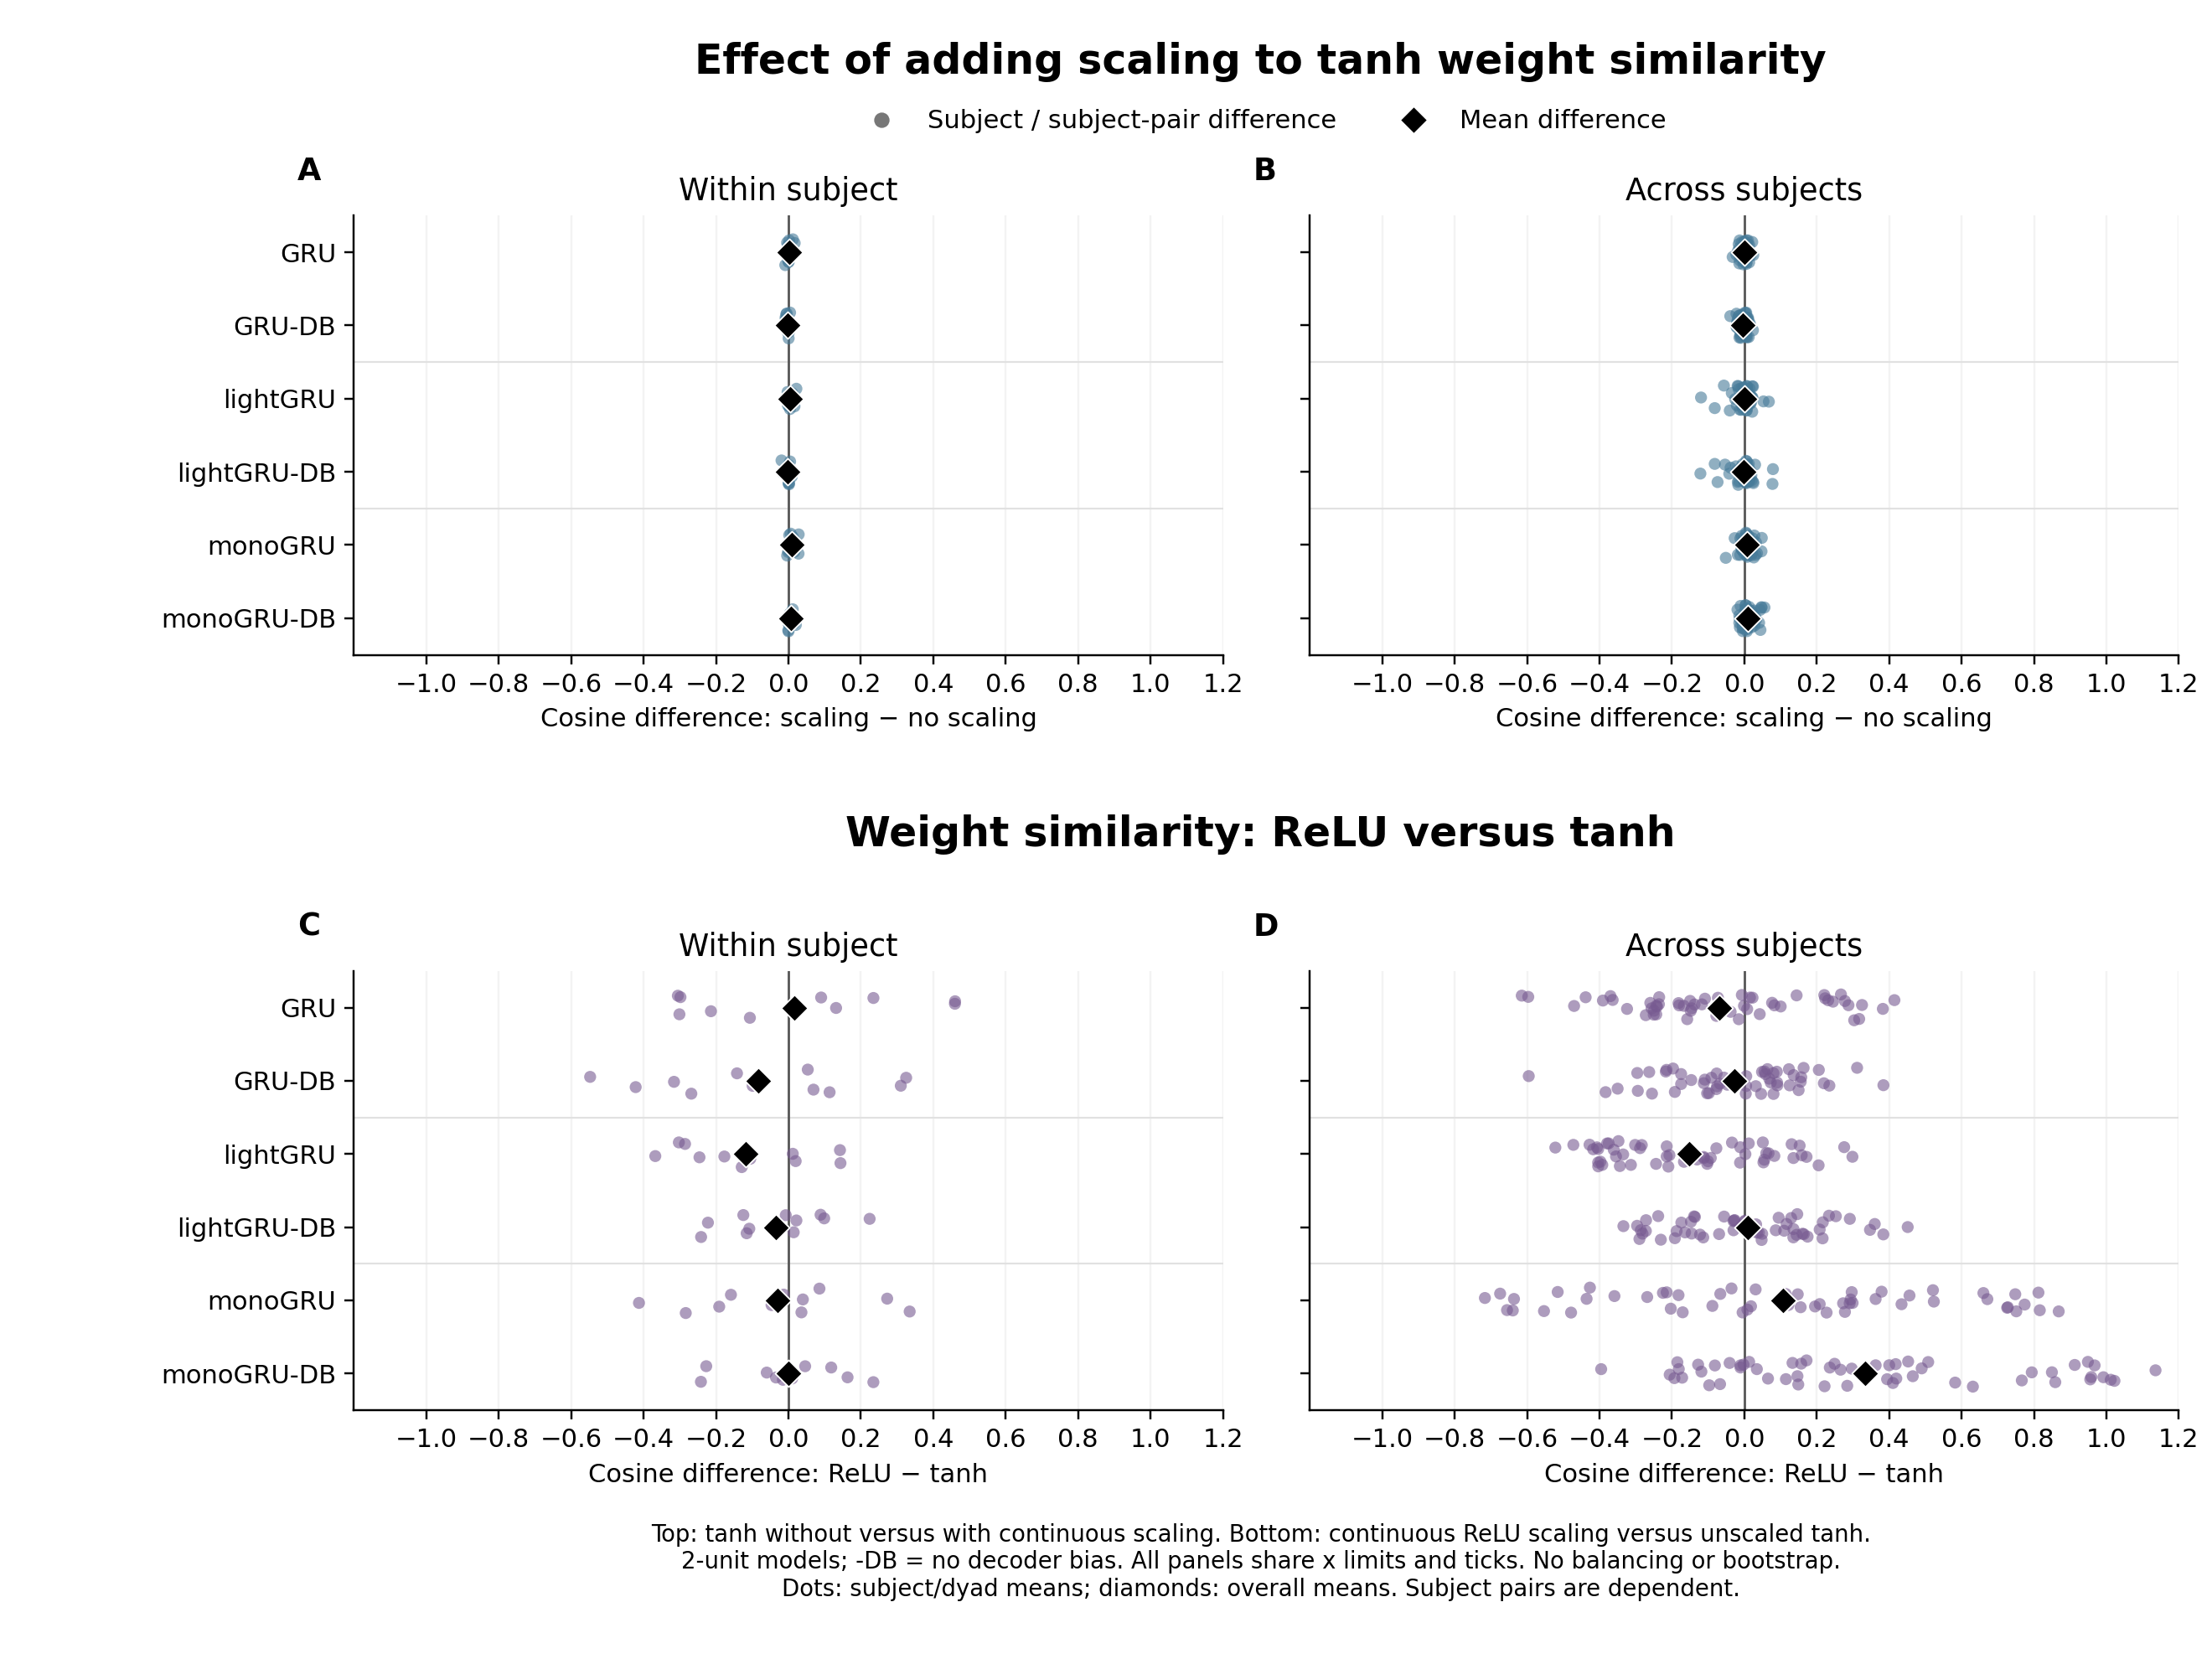 Effect of adding scaling to tanh weight similarity
Subject / subject-pair difference
Mean difference
A
Within subject
GRU
GRU-DB
lightGRU
lightGRU-DB
monoGRU
monoGRU-DB
−1.0 −0.8 −0.6 −0.4 −0.2 0.0 0.2 0.4 0.6 0.8 1.0 1.2
Cosine difference: scaling − no scaling
B
Across subjects
−1.0 −0.8 −0.6 −0.4 −0.2 0.0 0.2 0.4 0.6 0.8 1.0 1.2
Cosine difference: scaling − no scaling
Weight similarity: ReLU versus tanh
C
Within subject
GRU
GRU-DB
lightGRU
lightGRU-DB
monoGRU
monoGRU-DB
−1.0 −0.8 −0.6 −0.4 −0.2 0.0 0.2 0.4 0.6 0.8 1.0 1.2
Cosine difference: ReLU − tanh
D
Across subjects
−1.0 −0.8 −0.6 −0.4 −0.2 0.0 0.2 0.4 0.6 0.8 1.0 1.2
Cosine difference: ReLU − tanh
Top: tanh without versus with continuous scaling. Bottom: continuous ReLU scaling versus unscaled tanh.
2-unit models; -DB = no decoder bias. All panels share x limits and ticks. No balancing or bootstrap.
Dots: subject/dyad means; diamonds: overall means. Subject pairs are dependent.